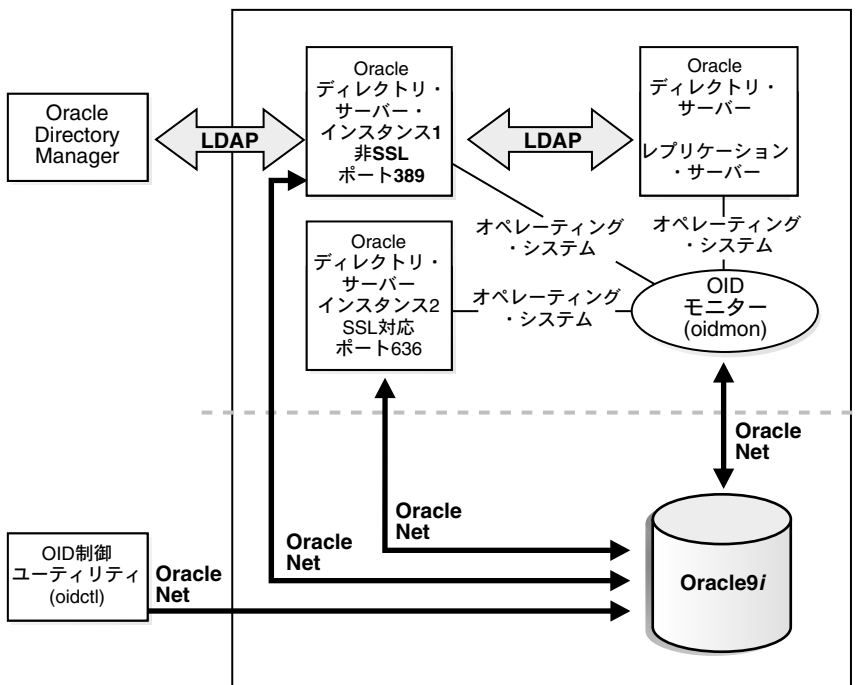 Oracle
Directory
Manager
LDAP
Oracle
ディレクトリ・
サーバー・
インスタンス1
非SSL
ポート389
LDAP
Oracle
ディレクトリ・
サーバー
レプリケーション
・サーバー
オペレーティング
・システム
オペレーティング
・システム
Oracle
ディレクトリ・
サーバー
インスタンス2
SSL対応
ポート636
オペレーティング
・システム
OID
モニター
(oidmon)
Oracle
Net
Oracle
Net
Oracle
Net
OID制御
ユーティリティ
(oidctl)
Oracle
Net
Oracle9i